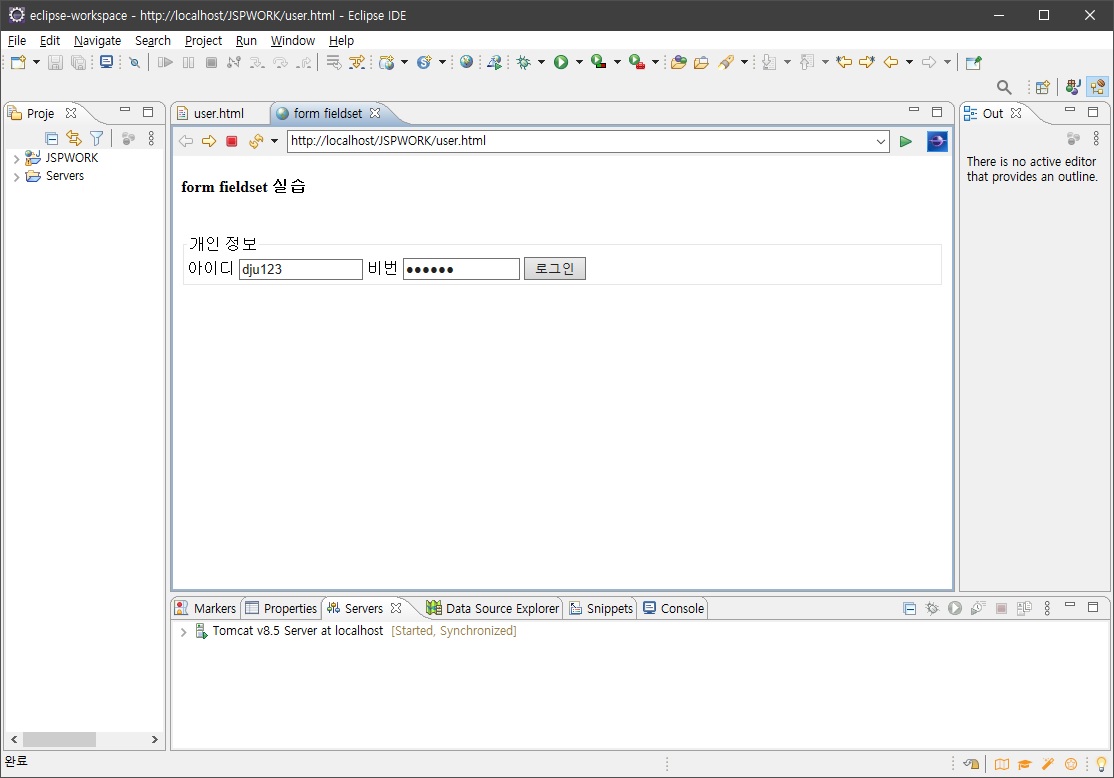 eclipse-workspace - http://localhost/JSPWORK/user.html - Eclipse IDE
File Edit Navigate Search Project Run Window Help
Proje
JSPWORK
Servers
user.html form fieldset
http://localhost/JSPWORK/user.html
form fieldset 실습
개인 정보
아이디 dju123 비번 ●●●●●● 로그인
Out
There is no active editor
that provides an outline.
Markers Properties Servers Data Source Explorer Snippets Console
Tomcat v8.5 Server at localhost [Started, Synchronized]
완료